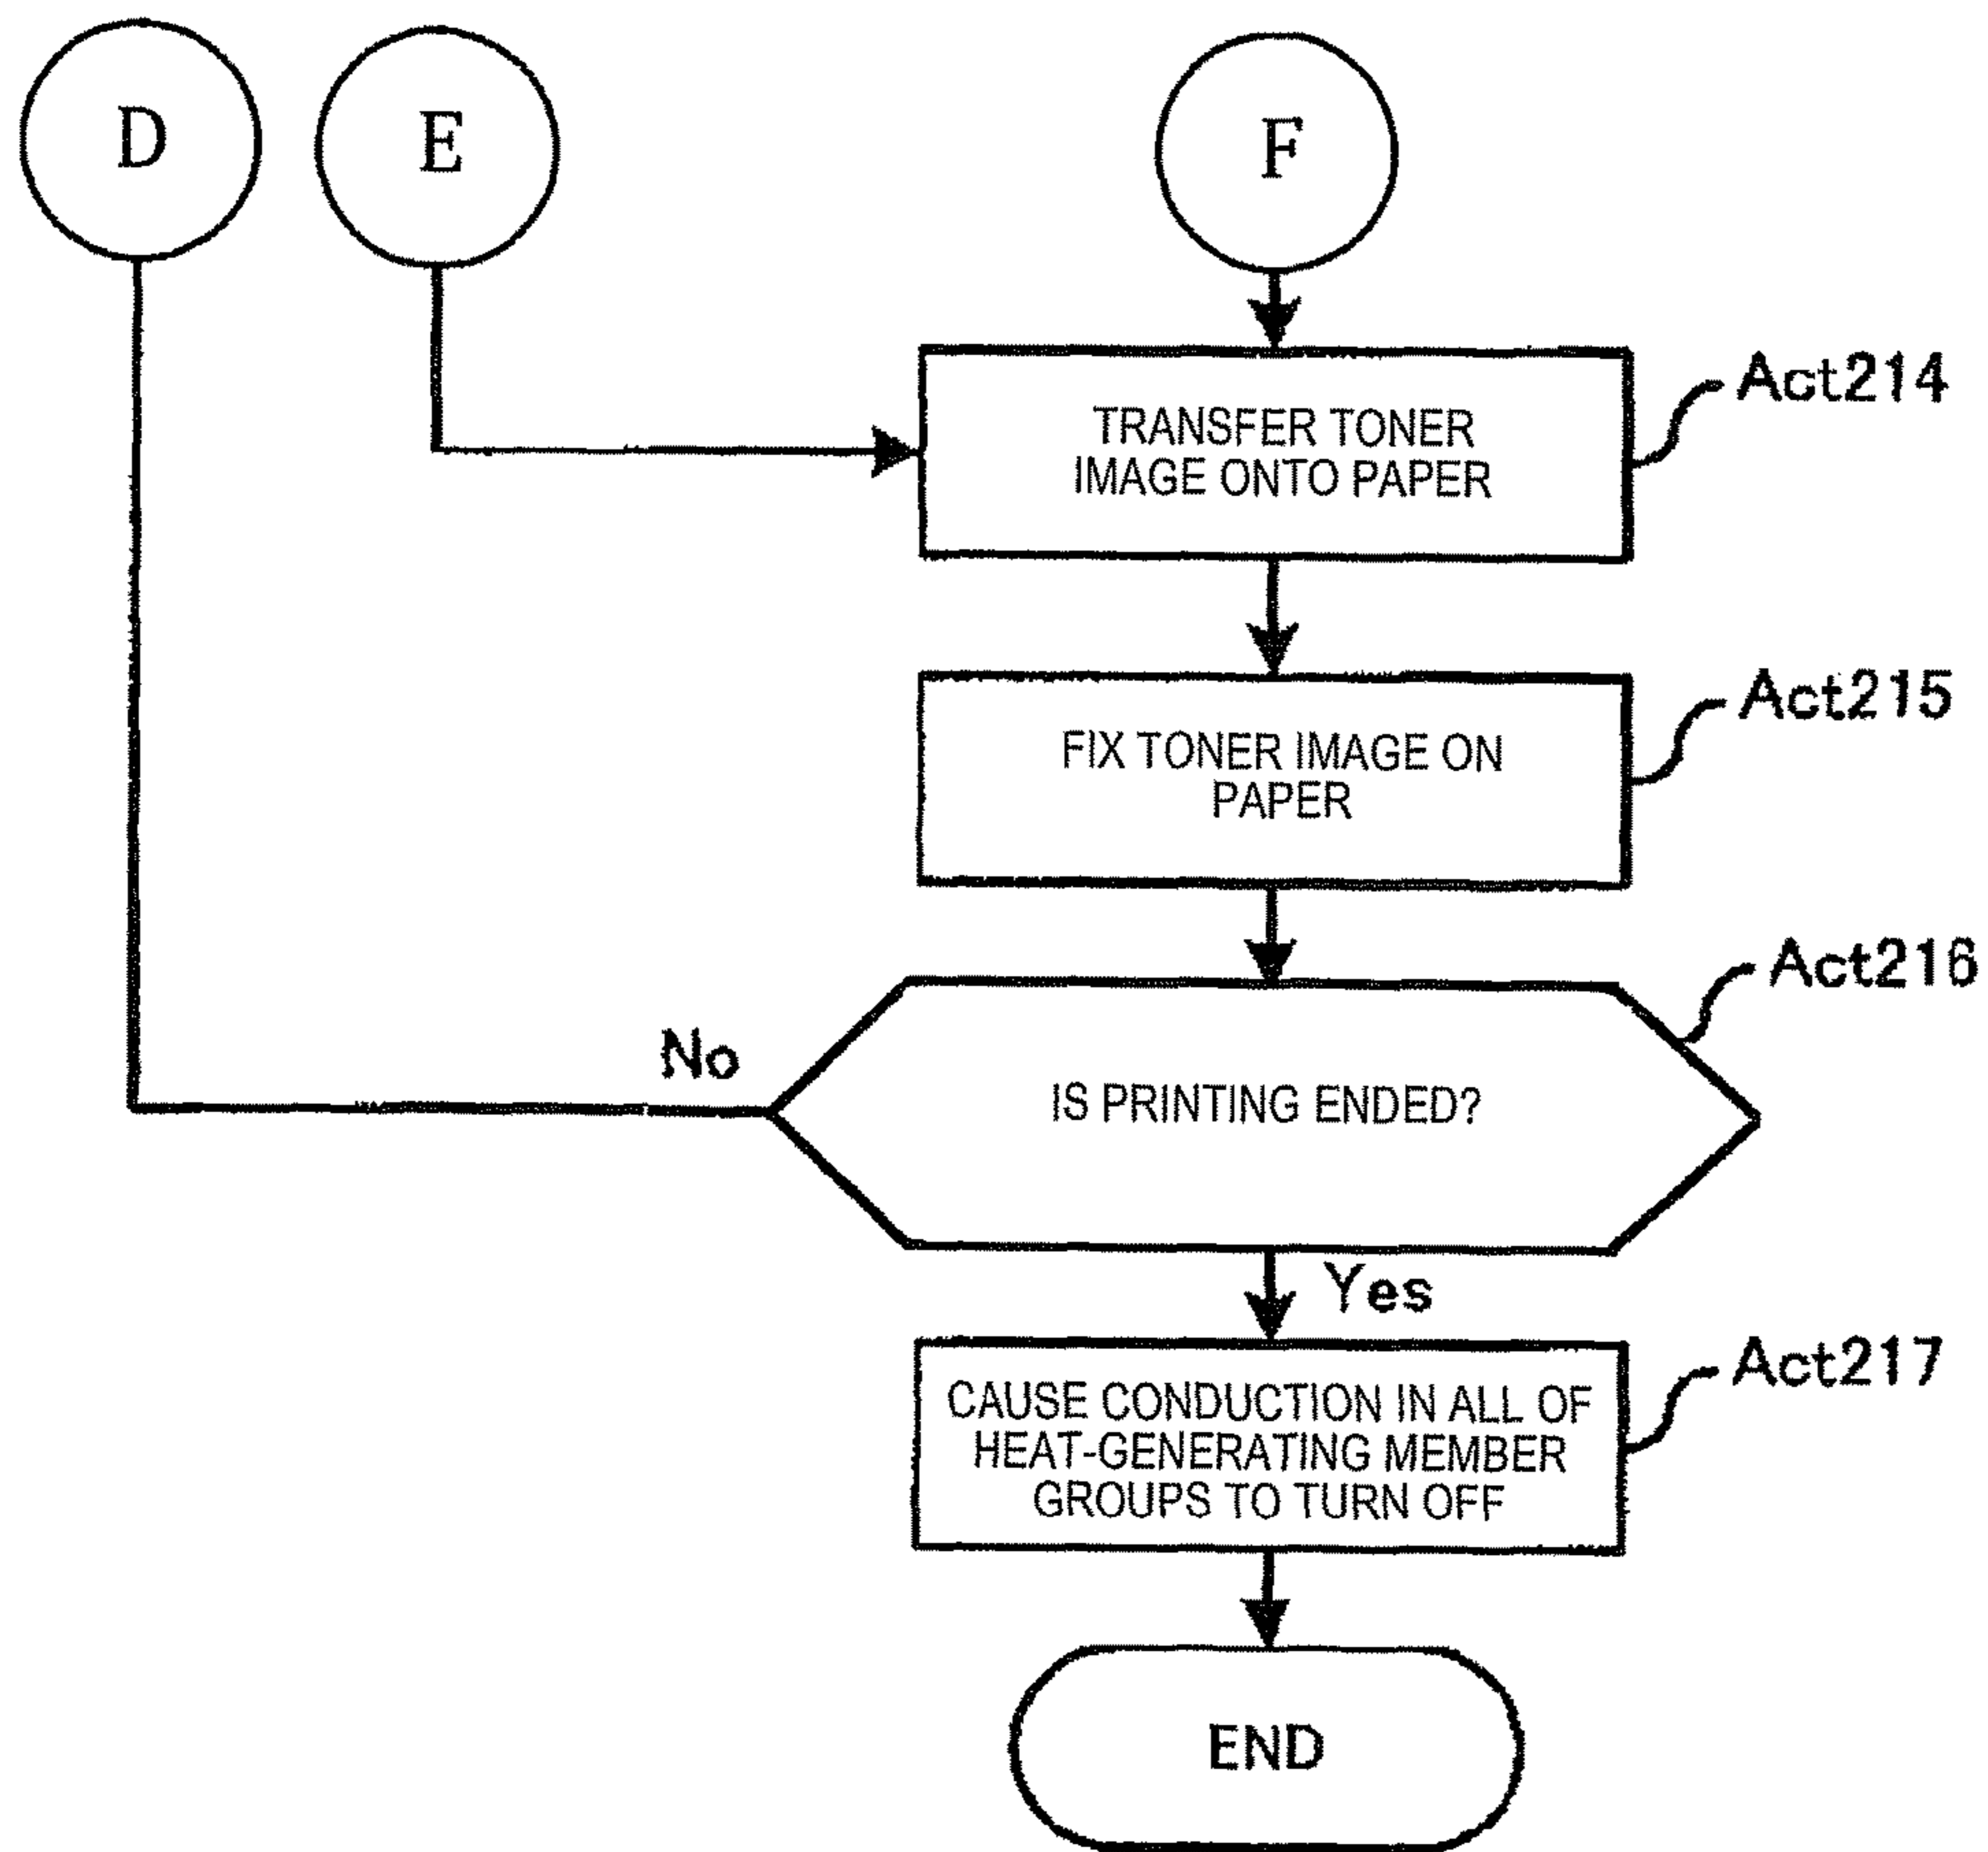 D
E
F
Act214
TRANSFER TONER
IMAGE ONTO PAPER
Act215
FIX TONER IMAGE ON
PAPER
Act216
No
IS PRINTING ENDED?
Yes
Act217
CAUSE CONDUCTION IN ALL OF
HEAT-GENERATING MEMBER
GROUPS TO TURN OFF
END